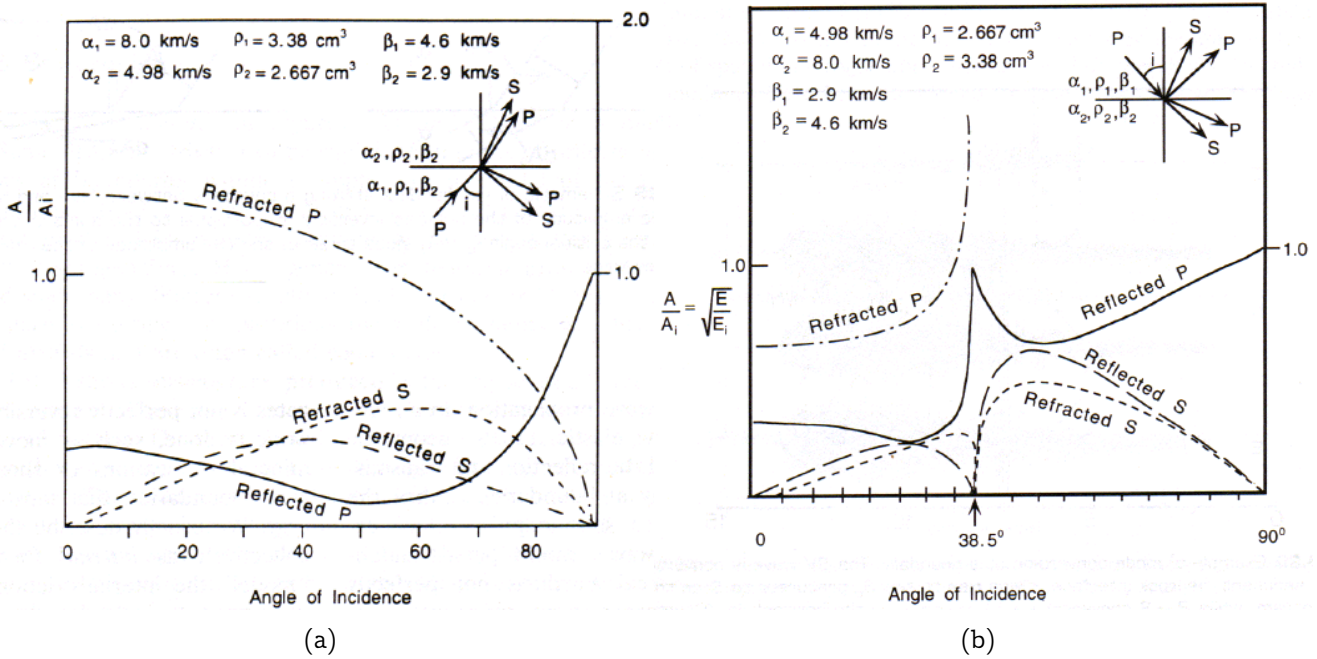 2.0
α₁ = 8.0 km/s ρ₁ = 3.38 cm³ β₁ = 4.6 km/s
α₂ = 4.98 km/s ρ₂ = 2.667 cm³ β₂ = 2.9 km/s
S
P
α₂, ρ₂, β₂
α₁, ρ₁, β₂
i
P
P
S
A
Ai
1.0
1.0
Refracted P
Refracted S
Reflected S
Reflected P
0 20 40 60 80
Angle of Incidence
(a)
α₁ = 4.98 km/s ρ₁ = 2.667 cm³
α₂ = 8.0 km/s ρ₂ = 3.38 cm³
β₁ = 2.9 km/s
β₂ = 4.6 km/s
P
i
S
P
α₁, ρ₁, β₁
α₂, ρ₂, β₂
P
S
1.0
1.0
A/Aᵢ = √E/Eᵢ
Refracted P
Reflected P
Reflected S
Refracted S
0 38.5° 90⁰
Angle of Incidence
(b)